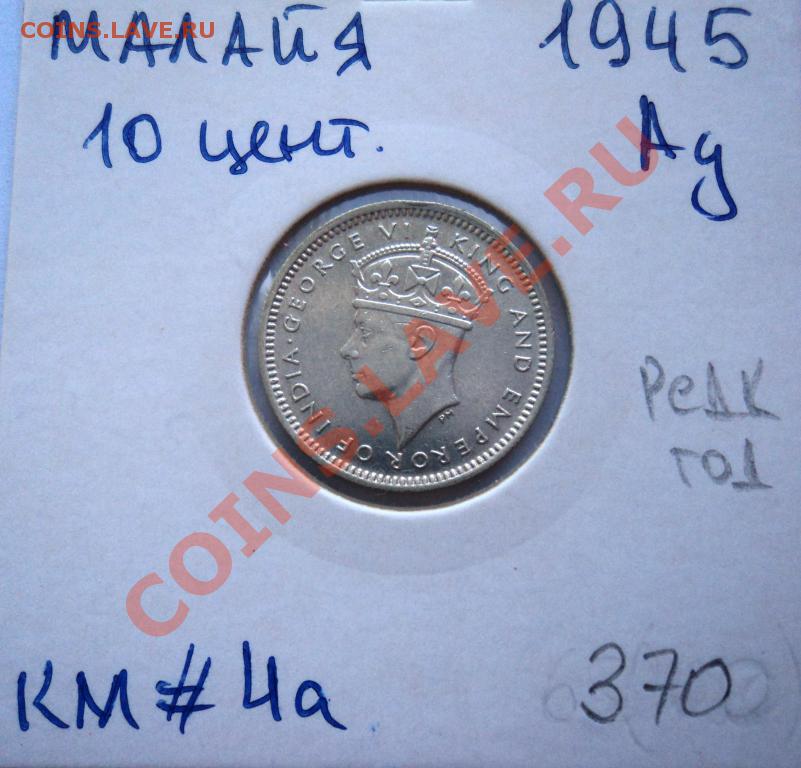 COINS.LAVE.RU
МАЛАЙЯ 1945
10 цент. Ag
GEORGE VI KING AND EMPEROR OF INDIA
PM
РЕДК
ГОД
COINS.LAVE.RU
KM # 4a 370